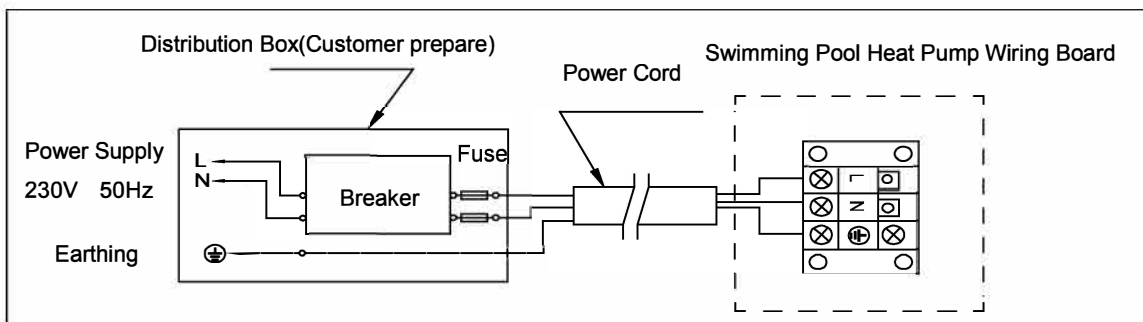 Distribution Box(Customer prepare)
Swimming Pool Heat Pump Wiring Board
Power Cord
Power Supply
230V 50Hz
L
N
Fuse
Breaker
Earthing
L
N